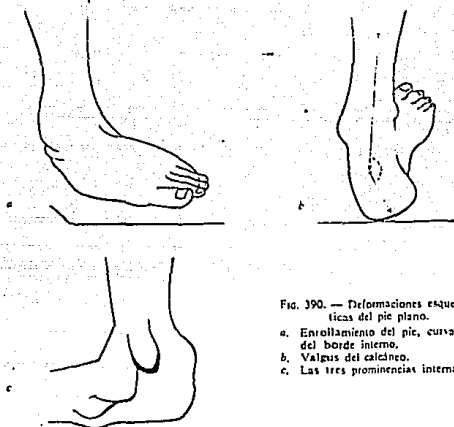 a
b
c
FIG. 390. — Deformaciones esque
ticas del pie plano.
a. Enrollamiento del pie, curva
del borde interno.
b. Valgus del calcáneo.
c. Las tres prominencias interna